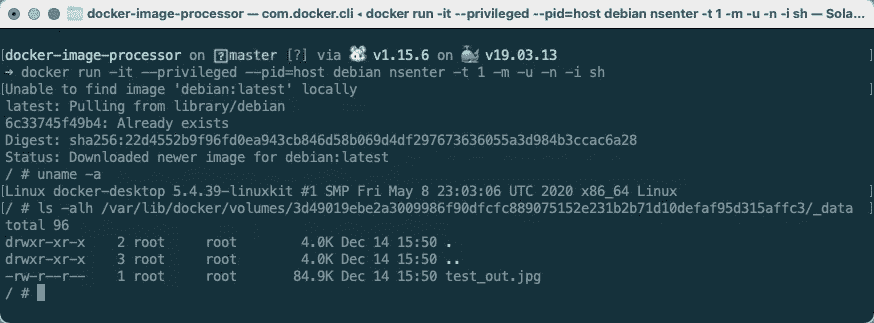 docker-image-processor — com.docker.cli ◂ docker run -it --privileged --pid=host debian nsenter -t 1 -m -u -n -i sh — Sola...
[docker-image-processor on master [?] via 🐹 v1.15.6 on 🐳 v19.03.13 ]
→ docker run -it --privileged --pid=host debian nsenter -t 1 -m -u -n -i sh
[Unable to find image 'debian:latest' locally ]
latest: Pulling from library/debian
6c33745f49b4: Already exists
Digest: sha256:22d4552b9f96fd0ea943cb846d58b069d4df297673636055a3d984b3ccac6a28
Status: Downloaded newer image for debian:latest
/ # uname -a
[Linux docker-desktop 5.4.39-linuxkit #1 SMP Fri May 8 23:03:06 UTC 2020 x86_64 Linux ]
[/ # ls -alh /var/lib/docker/volumes/3d49019ebe2a3009986f90dfcfc889075152e231b2b71d10defaf95d315affc3/_data ]
total 96
drwxr-xr-x 2 root root 4.0K Dec 14 15:50 .
drwxr-xr-x 3 root root 4.0K Dec 14 15:50 ..
-rw-r--r-- 1 root root 84.9K Dec 14 15:50 test_out.jpg
/ #